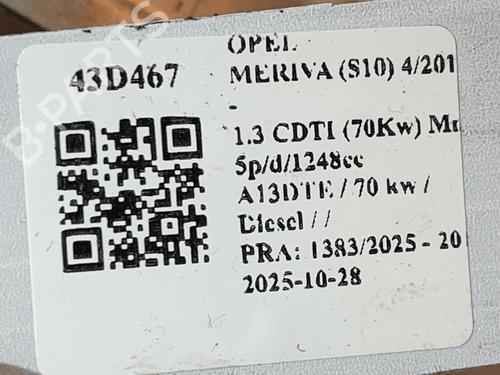 43D467
OPEL
MERIVA (S10) 4/201
-
1.3 CDTI (70Kw)
5p/d/1248cc
A13DTE / 70 kw /
Diesel / /
PRA: 1383/2025 - 20
2025-10-28
B-PARTS